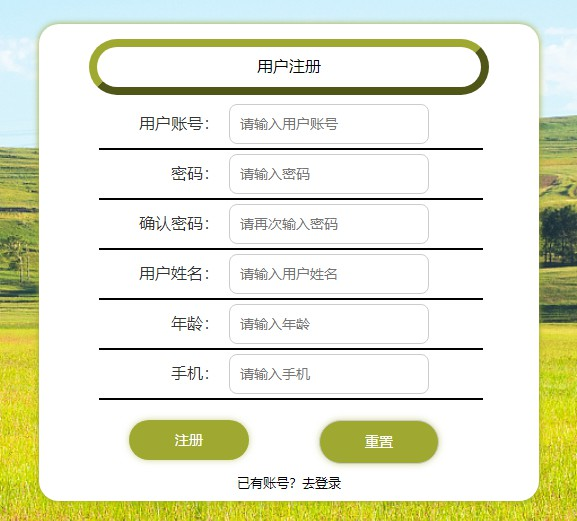 用户注册
用户账号： 请输入用户账号
密码： 请输入密码
确认密码： 请再次输入密码
用户姓名： 请输入用户姓名
年龄： 请输入年龄
手机： 请输入手机
注册 重置
已有账号？去登录